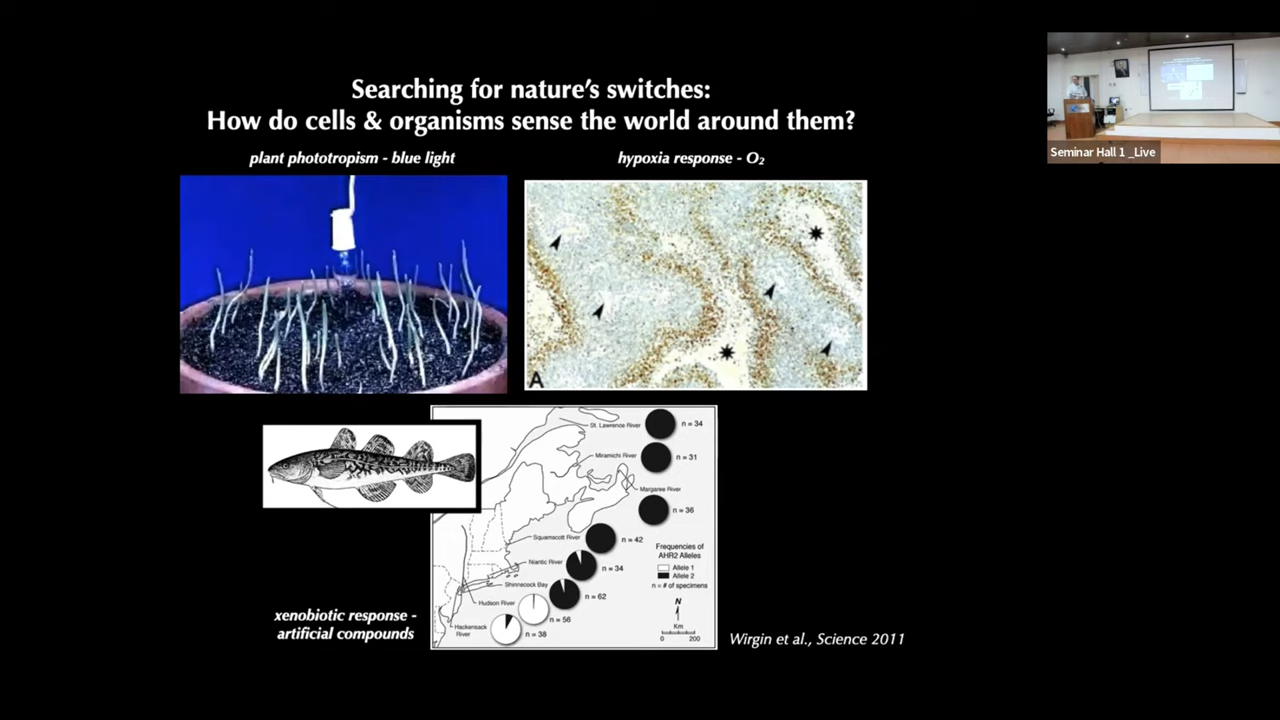 Searching for nature's switches:
How do cells & organisms sense the world around them?
plant phototropism - blue light
hypoxia response - O₂
A
Seminar Hall 1 _Live
St. Lawrence River
n = 34
Miramichi River
n = 31
Margaree River
n = 36
Squamscott River
n = 42
Niantic River
n = 34
Shinnecock Bay
n = 62
Hudson River
n = 56
Hackensack
River
n = 38
Frequencies of
AHR2 Alleles
Allele 1
Allele 2
n = # of specimens
N
Km
0 200
xenobiotic response -
artificial compounds
Wirgin et al., Science 2011